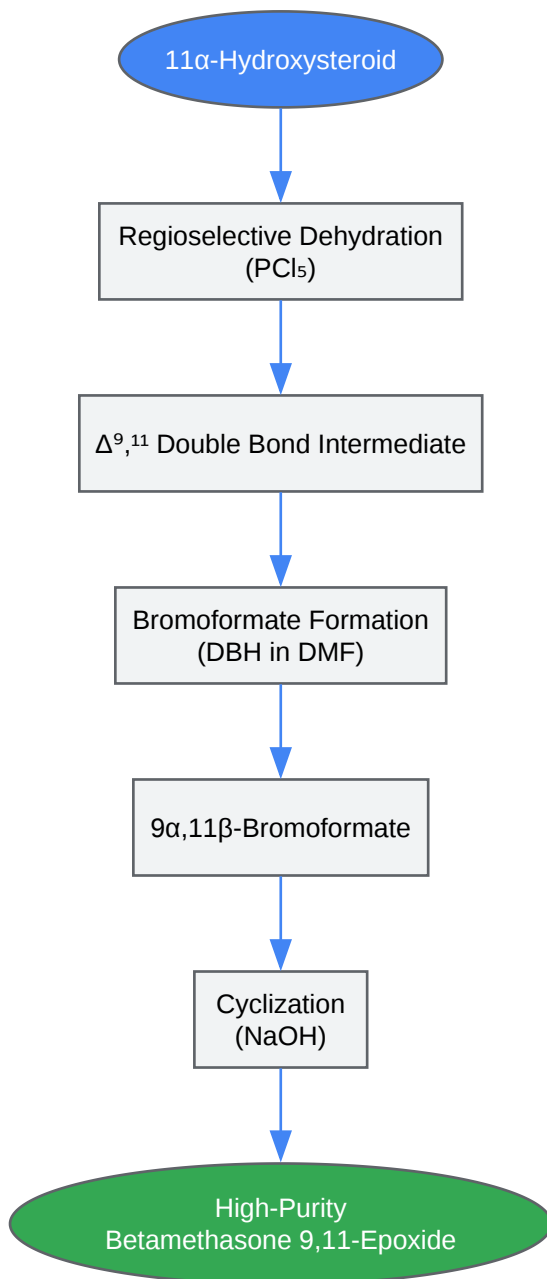 11α-Hydroxysteroid
Regioselective Dehydration
(PCl₅)
Δ⁹,¹¹ Double Bond Intermediate
Bromoformate Formation
(DBH in DMF)
9α,11β-Bromoformate
Cyclization
(NaOH)
High-Purity
Betamethasone 9,11-Epoxide